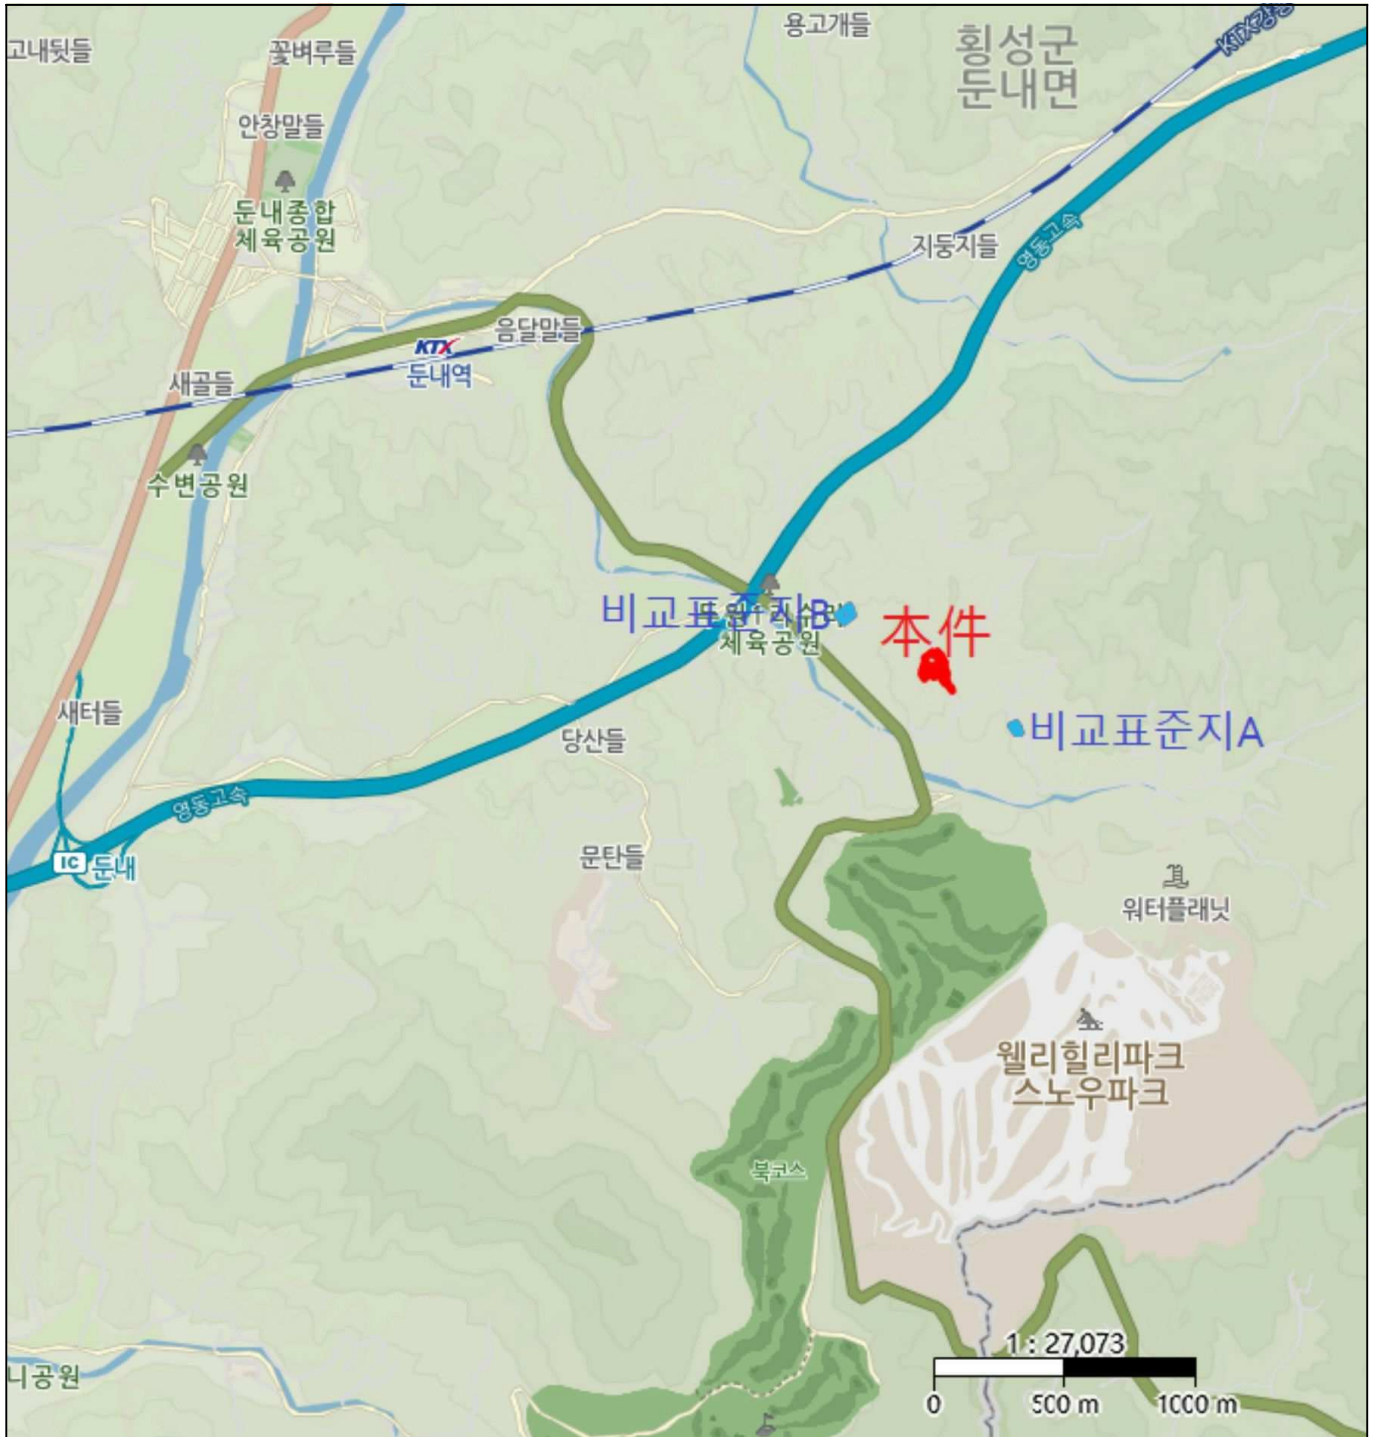 용고개들
고내뒷들
꽃벼루들
횡성군
둔내면
KTX강
안창말들
둔내종합
체육공원
지둥지들
영동고속
음달말들
KTX
둔내역
새골들
수변공원
비교표준지B
체육공원
本件
새터들
당산들
비교표준지A
영동고속
IC 둔내
문탄들
워터플래닛
웰리힐리파크
스노우파크
북코스
1 : 27,073
니공원
0 500 m 1000 m